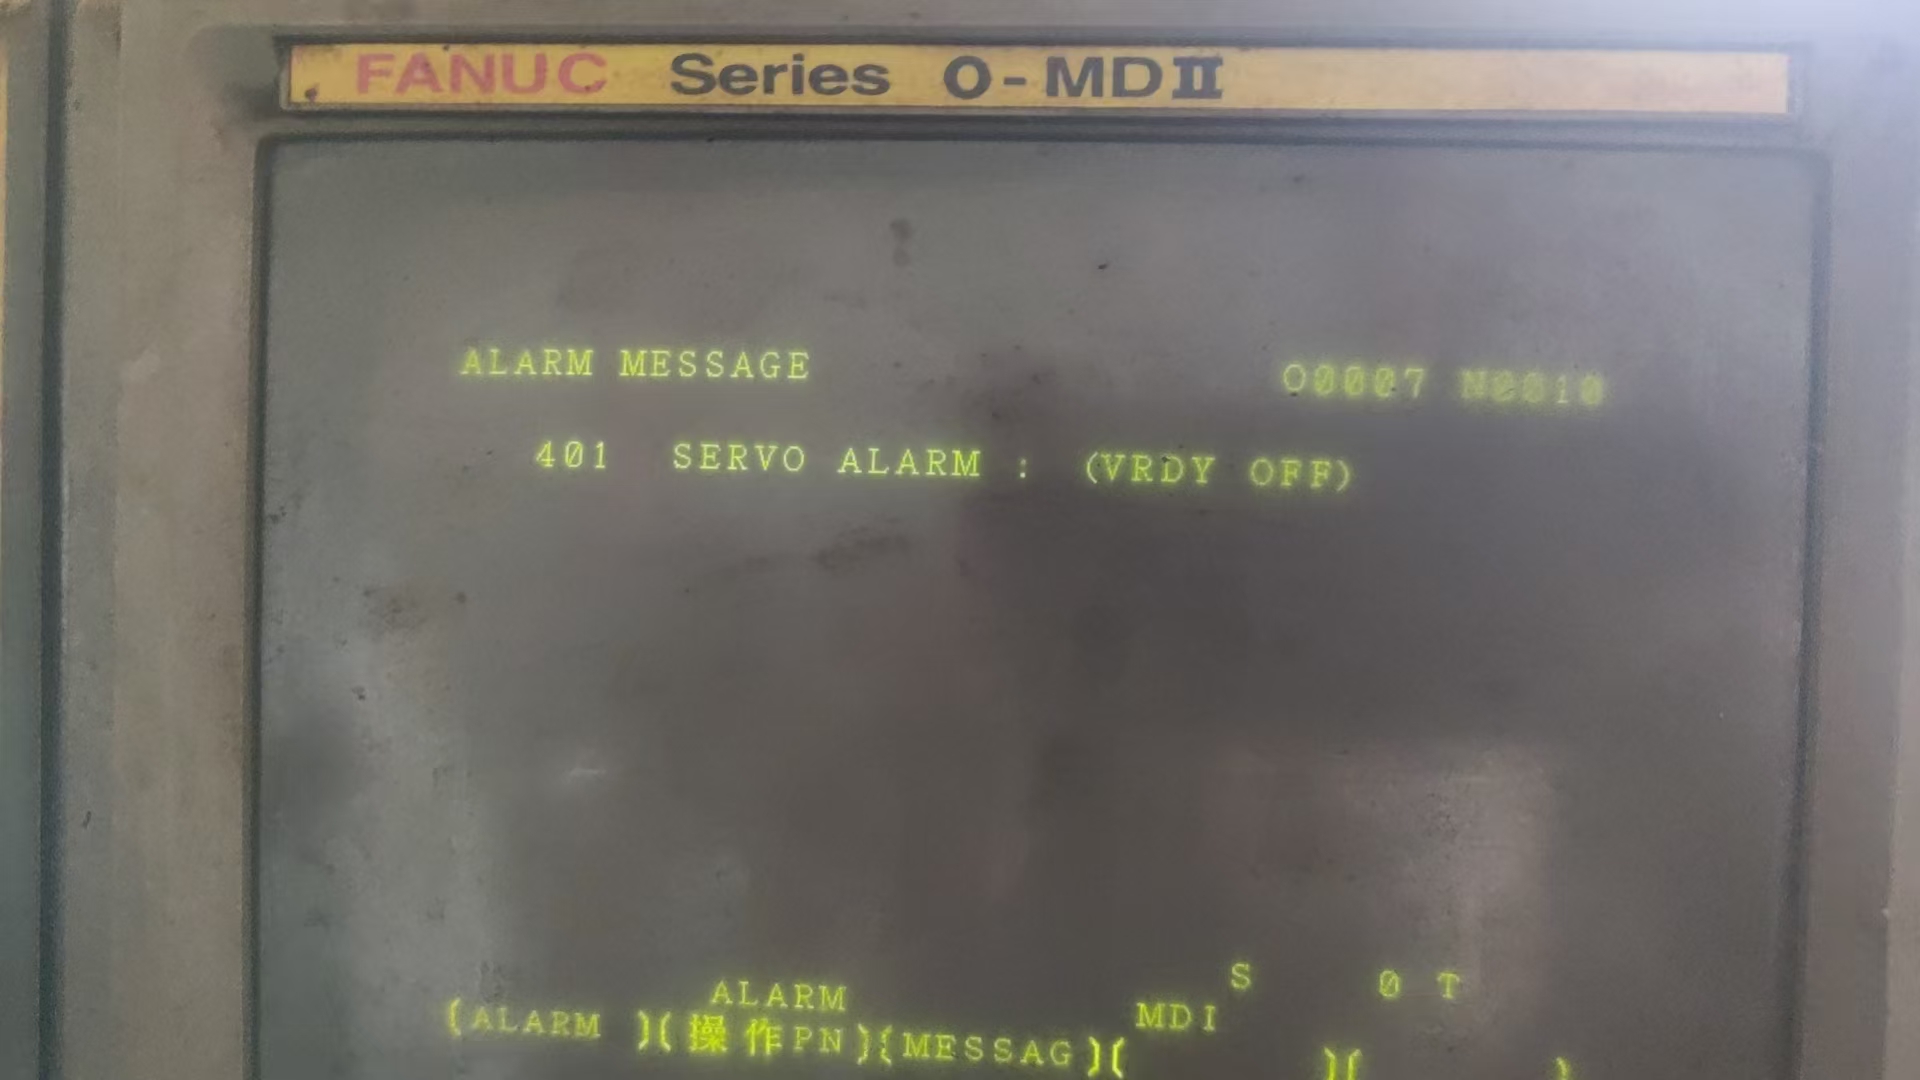 FANUC Series O-MDII
ALARM MESSAGE O0007 N0010
401 SERVO ALARM : (VRDY OFF)
S 0 T
ALARM MDI
(ALARM )(操作PN)(MESSAG)( )( )